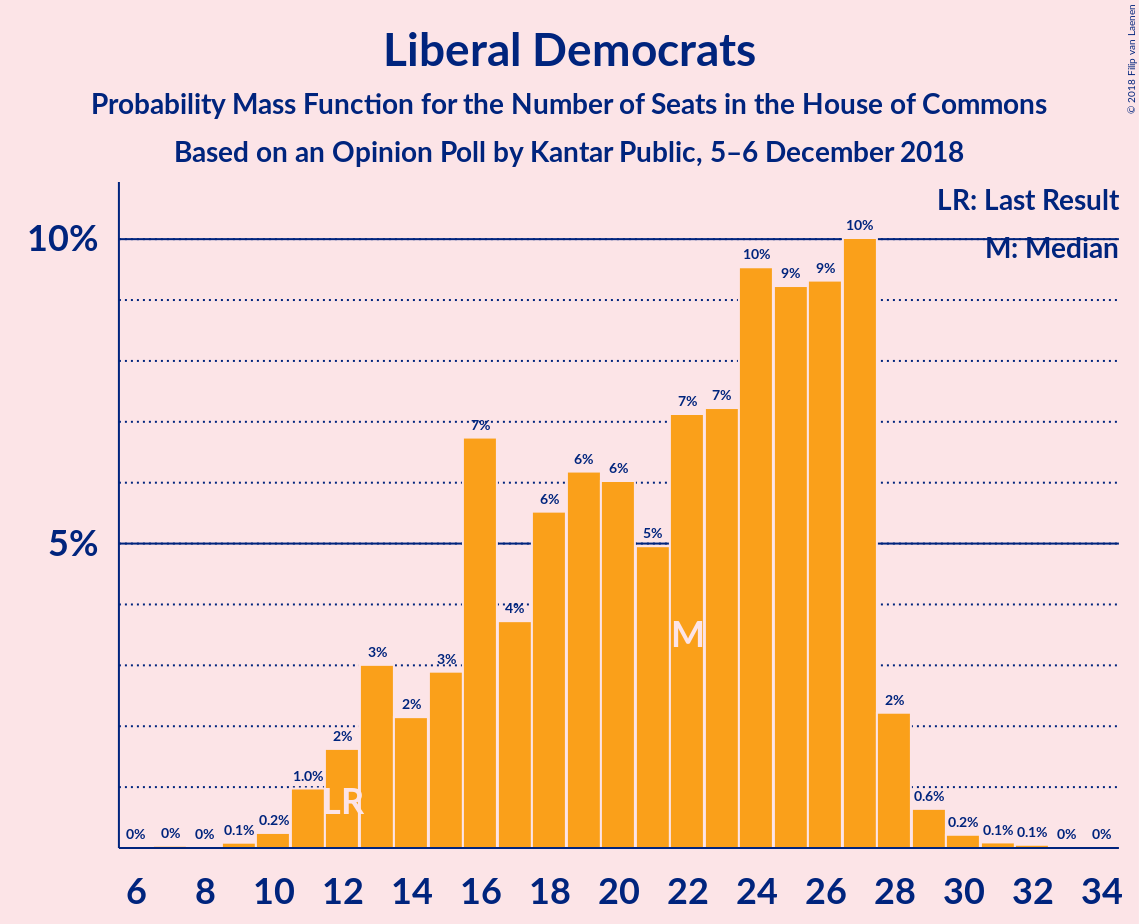 Liberal Democrats
Probability Mass Function for the Number of Seats in the House of Commons
Based on an Opinion Poll by Kantar Public, 5–6 December 2018
© 2018 Filip van Laenen
LR: Last Result
M: Median
10%
5%
0% 0% 0% 0.1% 0.2% 1.0% 2% 3% 2% 3% 7% 4% 6% 6% 6% 5% 7% 7% 10% 9% 9% 10% 2% 0.6% 0.2% 0.1% 0.1% 0% 0%
LR
M
6 8 10 12 14 16 18 20 22 24 26 28 30 32 34